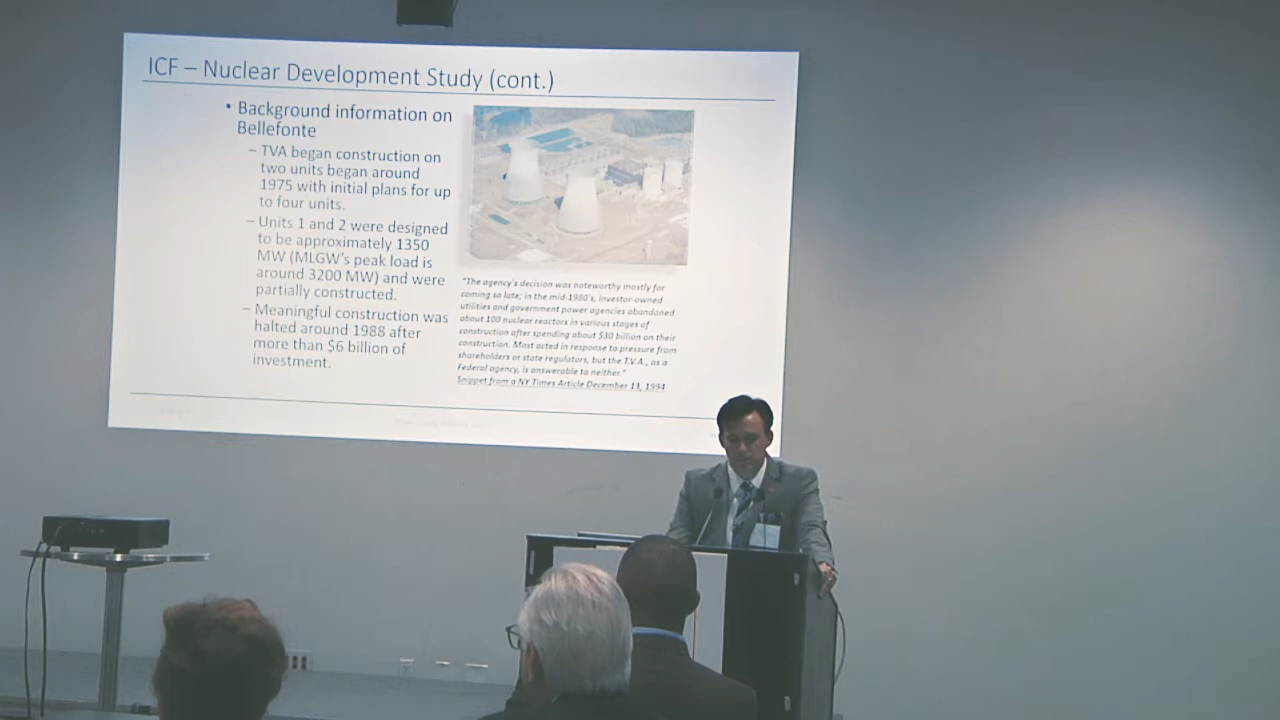 ICF – Nuclear Development Study (cont.)
• Background information on
Bellefonte
– TVA began construction on
two units began around
1975 with initial plans for up
to four units.
– Units 1 and 2 were designed
to be approximately 1350
MW (MLGW's peak load is
around 3200 MW) and were
partially constructed.
– Meaningful construction was
halted around 1988 after
more than $6 billion of
investment.
"The agency's decision was noteworthy mostly for
coming so late; in the mid-1980's, investor-owned
utilities and government power agencies abandoned
about 100 nuclear reactors in various stages of
construction after spending about $30 billion on their
construction. Most acted in response to pressure from
shareholders or state regulators, but the T.V.A., as a
Federal agency, is answerable to neither."
Snippet from a NY Times Article December 13, 1994